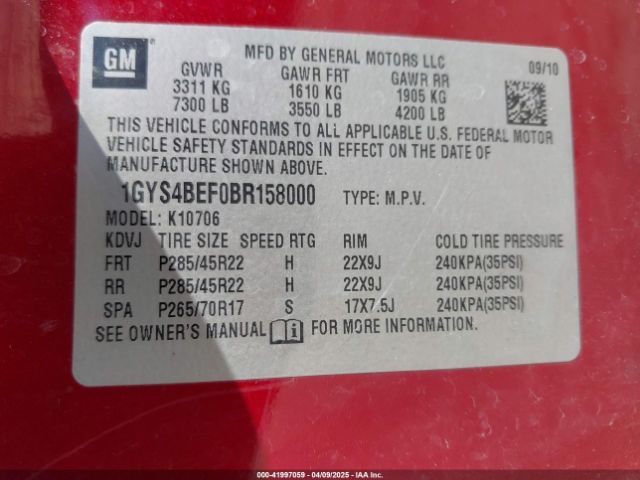 GM
MFD BY GENERAL MOTORS LLC
09/10
GVWR GAWR FRT GAWR RR
3311 KG 1610 KG 1905 KG
7300 LB 3550 LB 4200 LB
THIS VEHICLE CONFORMS TO ALL APPLICABLE U.S. FEDERAL MOTOR
VEHICLE SAFETY STANDARDS IN EFFECT ON THE DATE OF
MANUFACTURE SHOWN ABOVE.
1GYS4BEF0BR158000 TYPE: M.P.V.
MODEL: K10706
KDVJ TIRE SIZE SPEED RTG RIM COLD TIRE PRESSURE
FRT P285/45R22 H 22X9J 240KPA(35PSI)
RR P285/45R22 H 22X9J 240KPA(35PSI)
SPA P265/70R17 S 17X7.5J 240KPA(35PSI)
SEE OWNER'S MANUAL i FOR MORE INFORMATION.
000-41997059 - 04/09/2025 - IAA Inc.